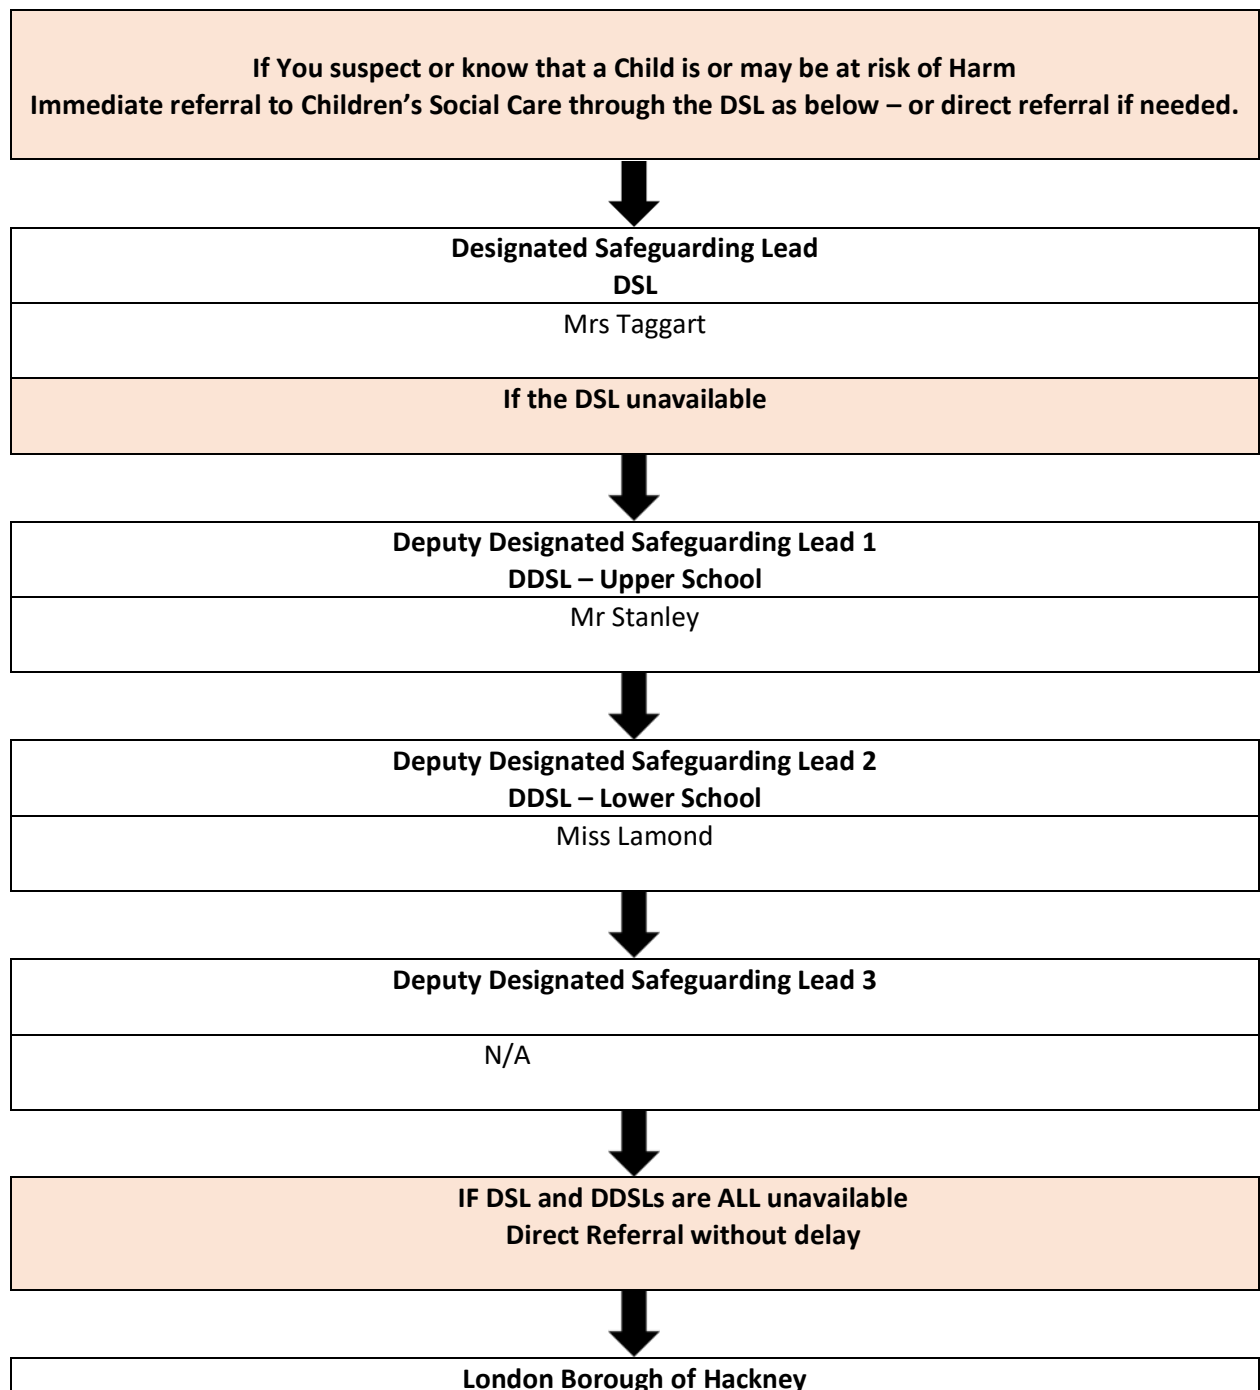 If You suspect or know that a Child is or may be at risk of Harm
Immediate referral to Children’s Social Care through the DSL as below – or direct referral if needed.
Designated Safeguarding Lead
DSL
Mrs Taggart
If the DSL unavailable
Deputy Designated Safeguarding Lead 1
DDSL – Upper School
Mr Stanley
Deputy Designated Safeguarding Lead 2
DDSL – Lower School
Miss Lamond
Deputy Designated Safeguarding Lead 3
N/A
IF DSL and DDSLs are ALL unavailable
Direct Referral without delay
London Borough of Hackney